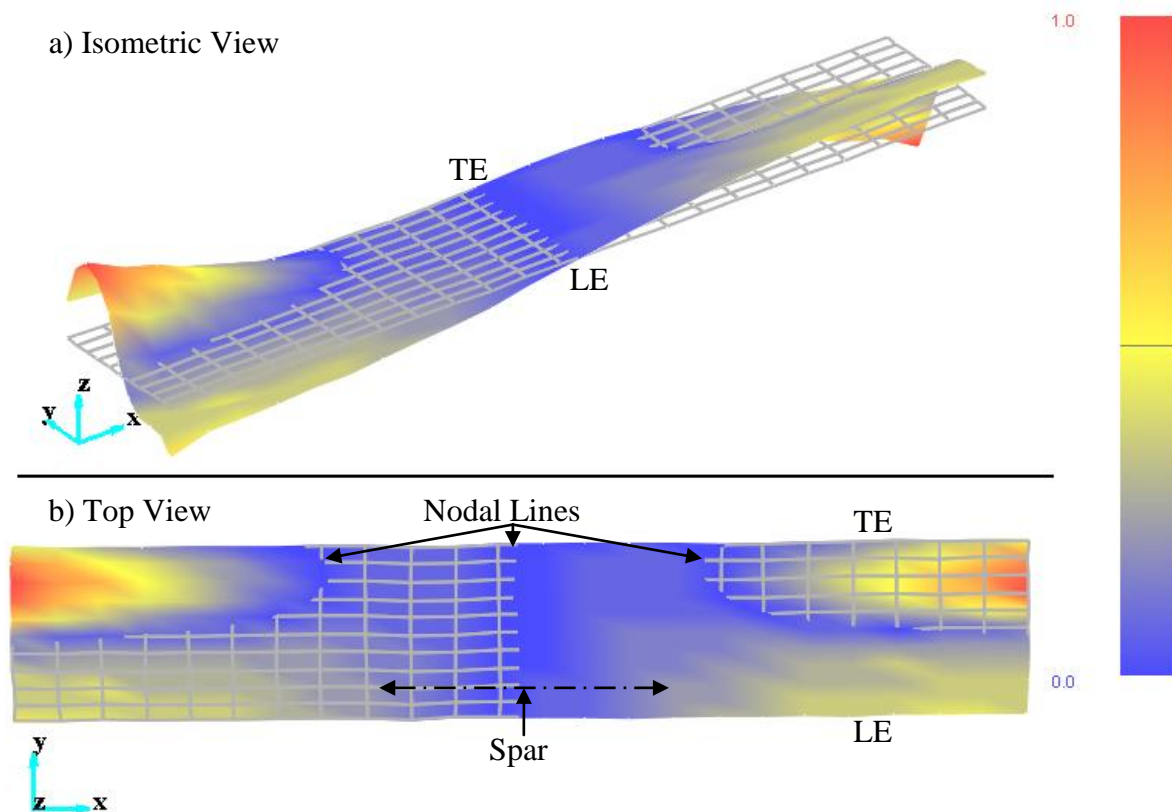 a) Isometric View
1.0
TE
LE
z
y
x
b) Top View
Nodal Lines
TE
0.0
Spar
LE
y
z
x